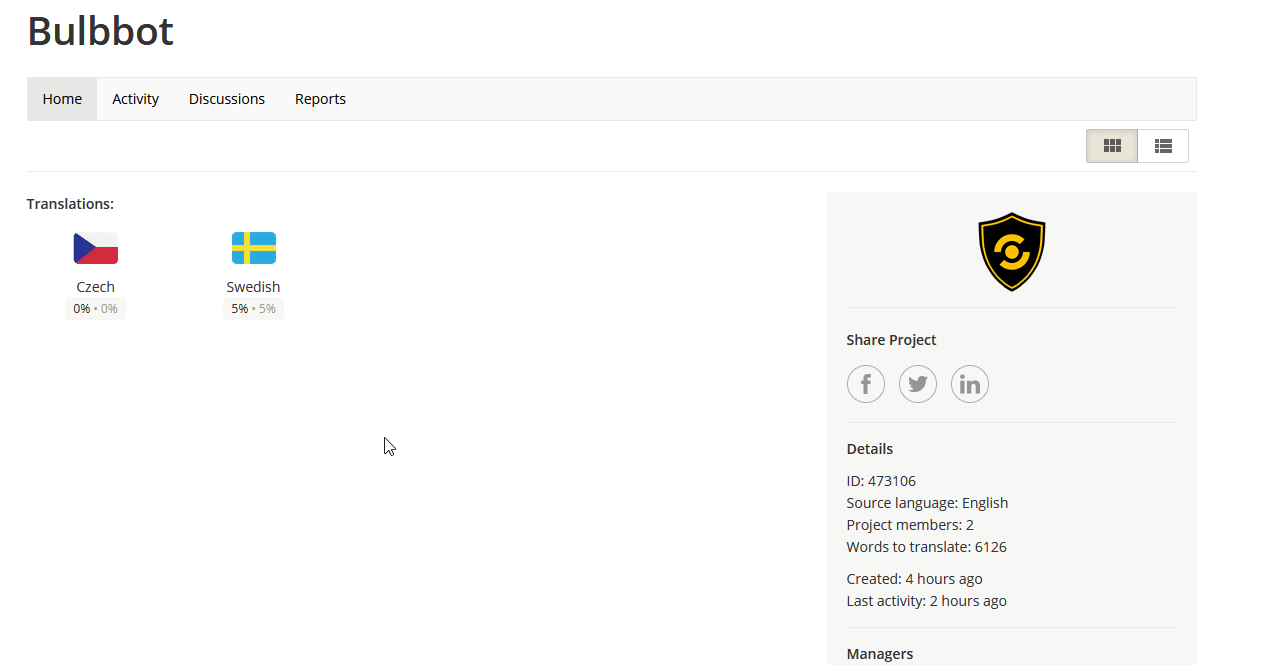 Bulbbot
Home Activity Discussions Reports
Translations:
Czech
0% • 0%
Swedish
5% • 5%
Share Project
f
in
Details
ID: 473106
Source language: English
Project members: 2
Words to translate: 6126
Created: 4 hours ago
Last activity: 2 hours ago
Managers